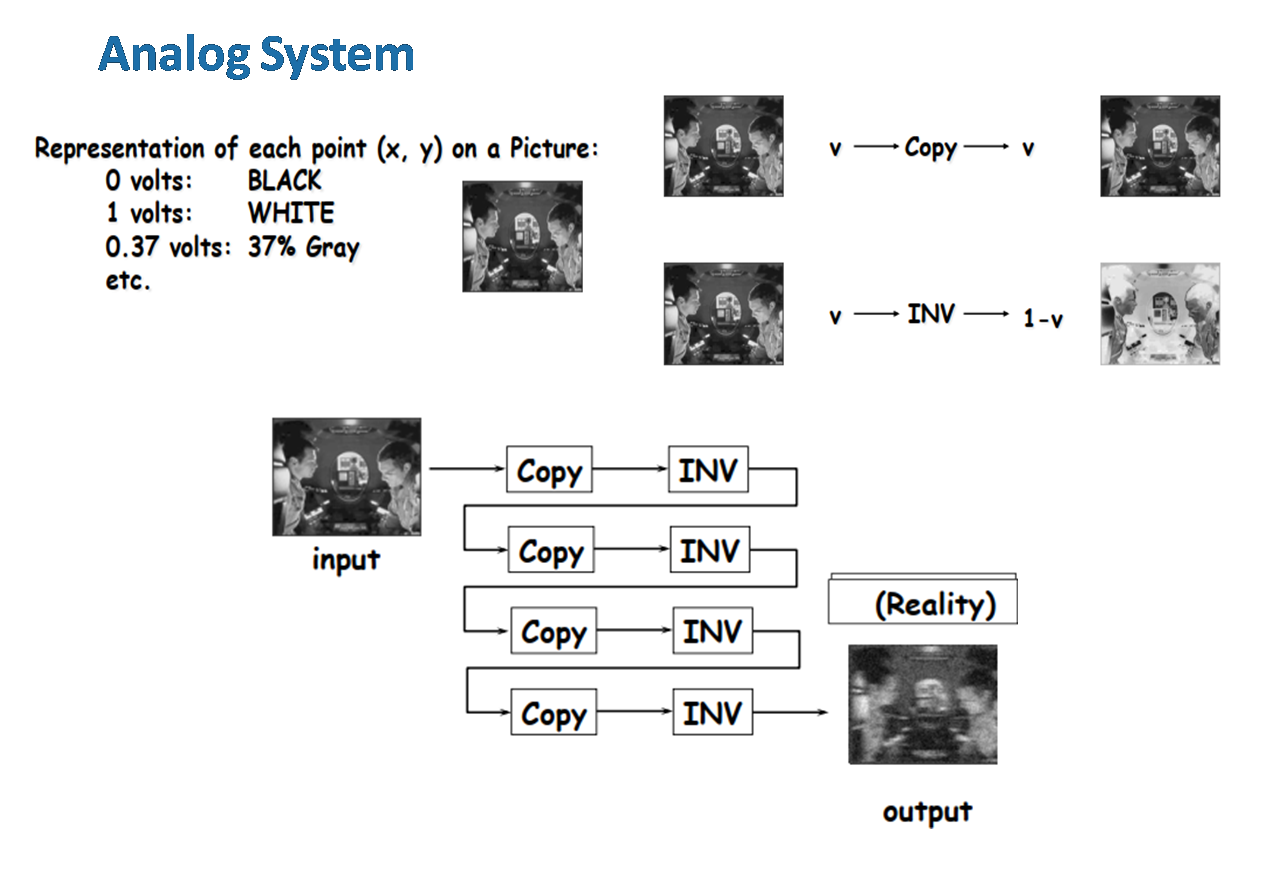 Analog System
Representation of each point (x, y) on a Picture:
0 volts: BLACK
1 volts: WHITE
0.37 volts: 37% Gray
etc.
v Copy v
v INV 1-v
input
Copy INV
Copy INV
Copy INV
Copy INV
(Reality)
output